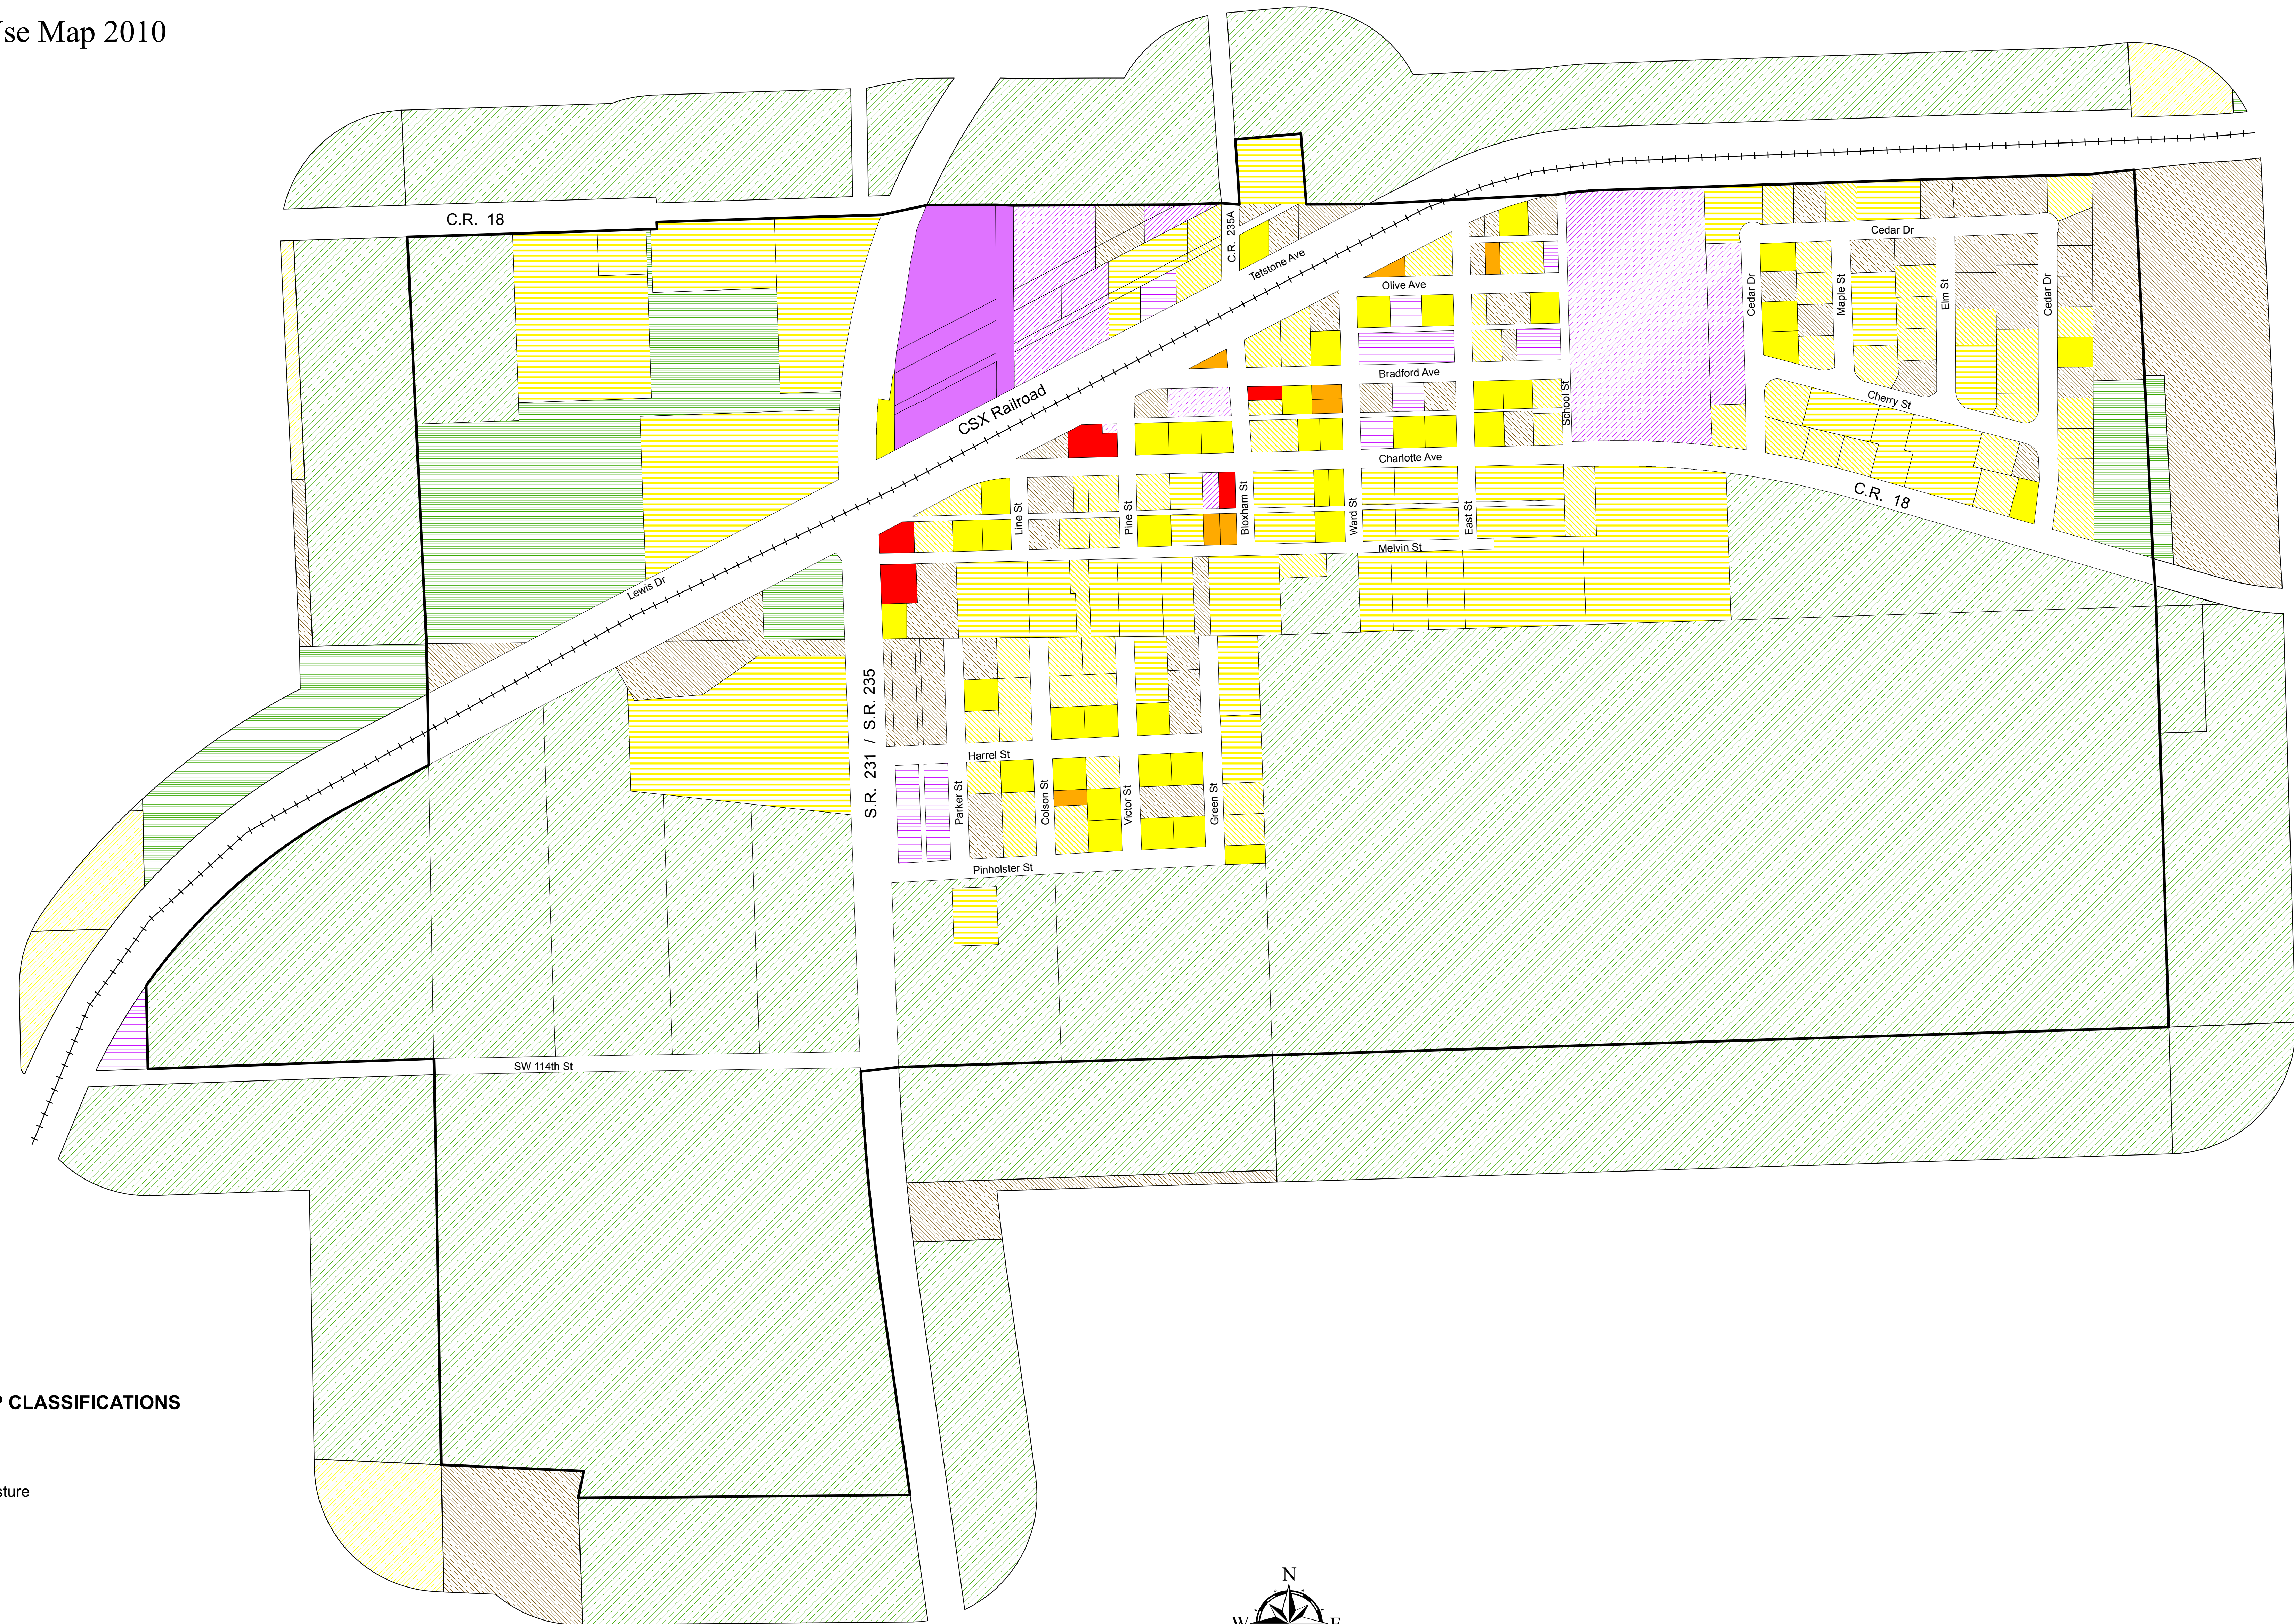 Use Map 2010
C.R. 18
C.R. 235A
Tetstone Ave
Olive Ave
Cedar Dr
Cedar Dr
Maple St
Elm St
Cedar Dr
CSX Railroad
Bradford Ave
School St
Cherry St
Charlotte Ave
C.R. 18
Line St
Pine St
Bloxham St
Ward St
East St
Melvin St
Lewis Dr
S.R. 231 / S.R. 235
Harrel St
Parker St
Colson St
Victor St
Green St
Pinholster St
SW 114th St
CLASSIFICATIONS
N
W
E